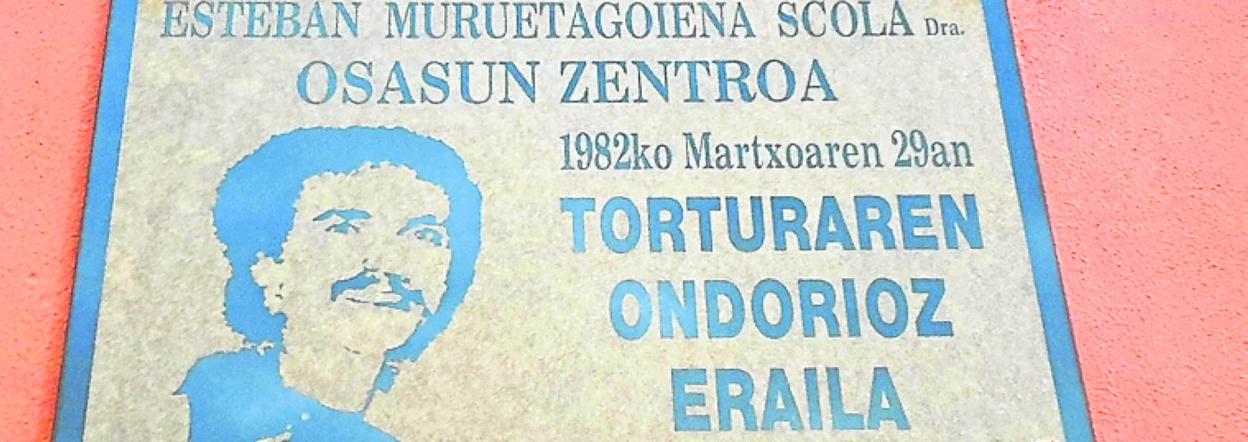 ESTEBAN MURUETAGOIENA SCOLA Dra.
OSASUN ZENTROA
1982ko Martxoaren 29an
TORTURAREN
ONDORIOZ
ERAILA